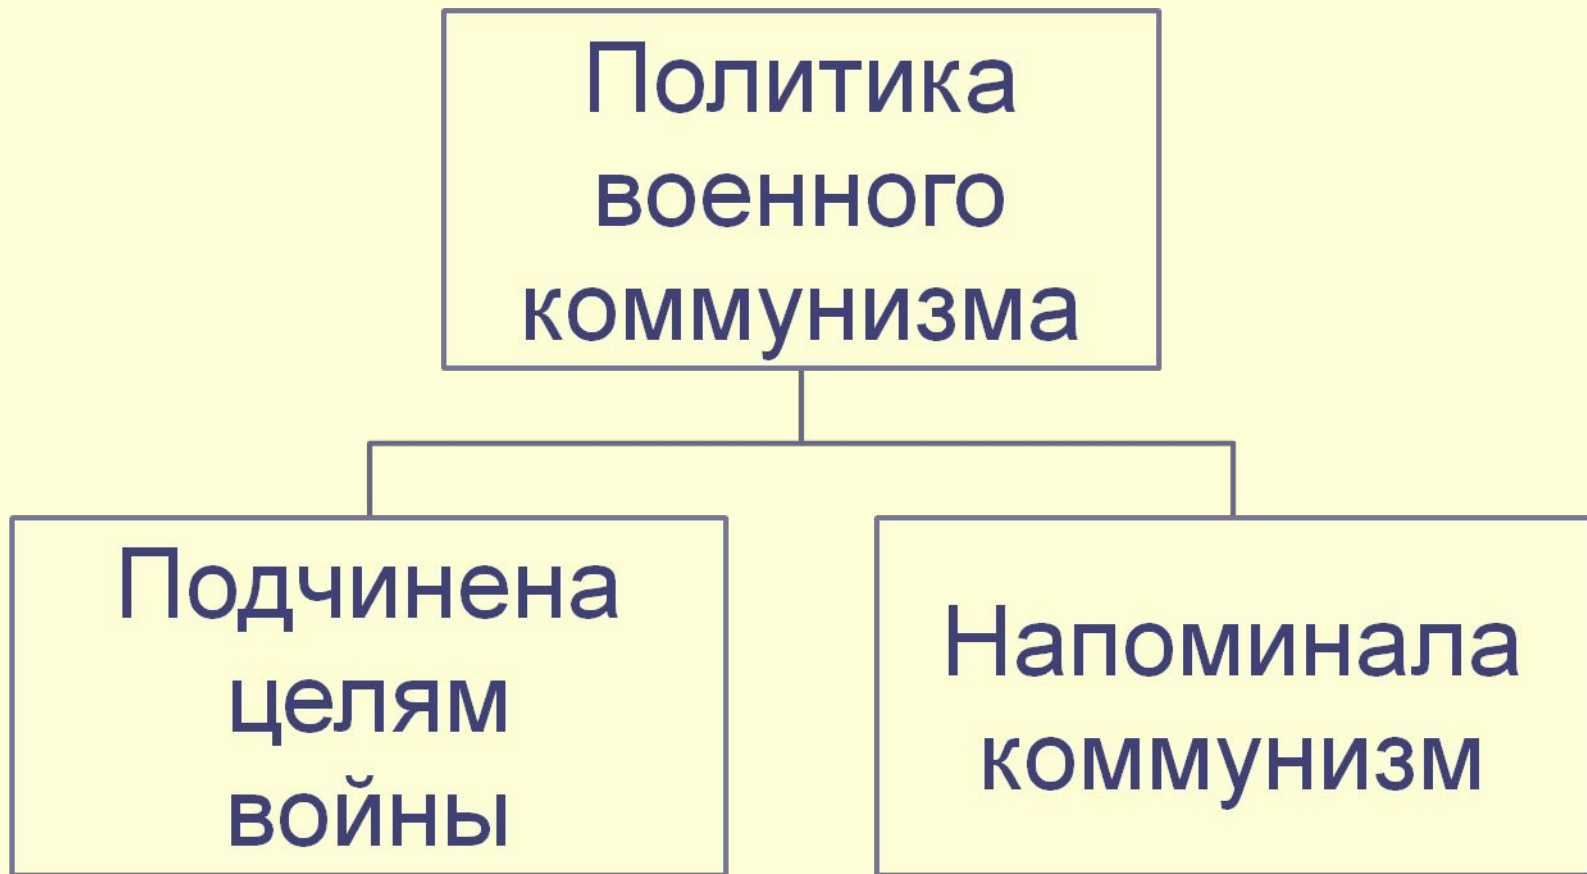 Политика
военного
коммунизма
Подчинена
целям
войны
Напоминала
коммунизм